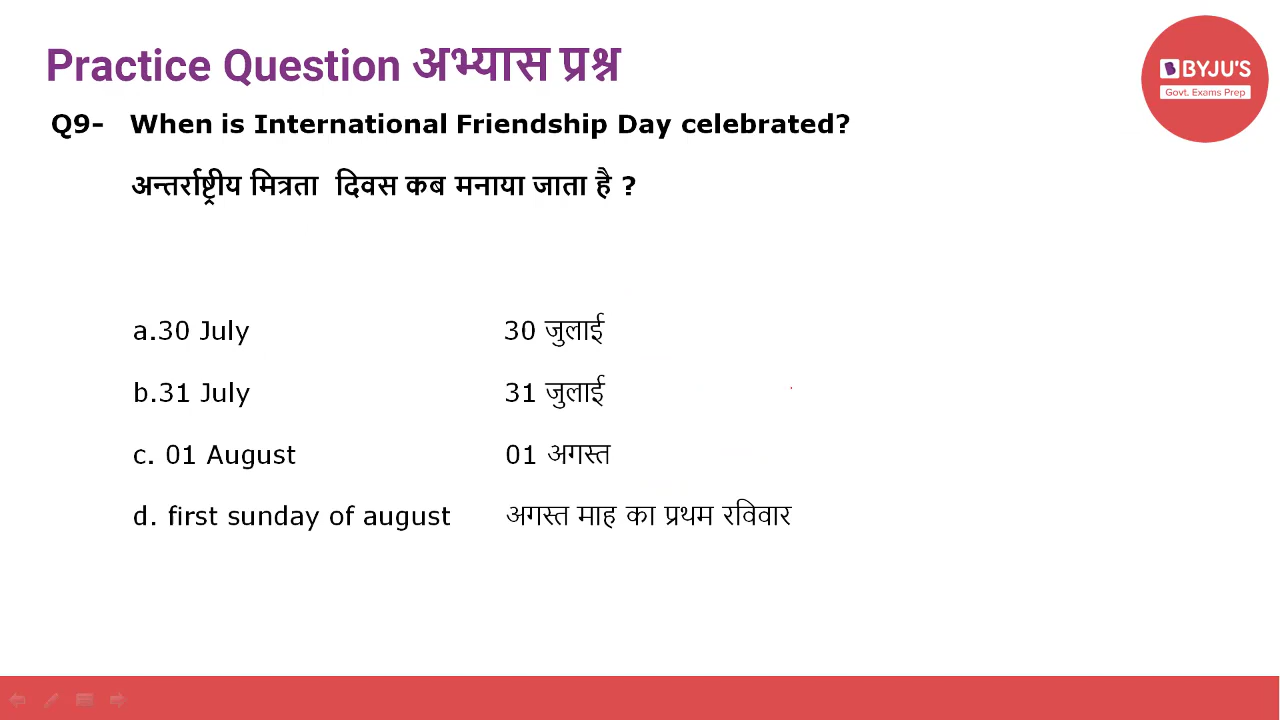 Practice Question अभ्यास प्रश्न
BYJU'S
Govt. Exams Prep
Q9- When is International Friendship Day celebrated?
अन्तर्राष्ट्रीय मित्रता दिवस कब मनाया जाता है ?
a.30 July 30 जुलाई
b.31 July 31 जुलाई
c. 01 August 01 अगस्त
d. first sunday of august अगस्त माह का प्रथम रविवार